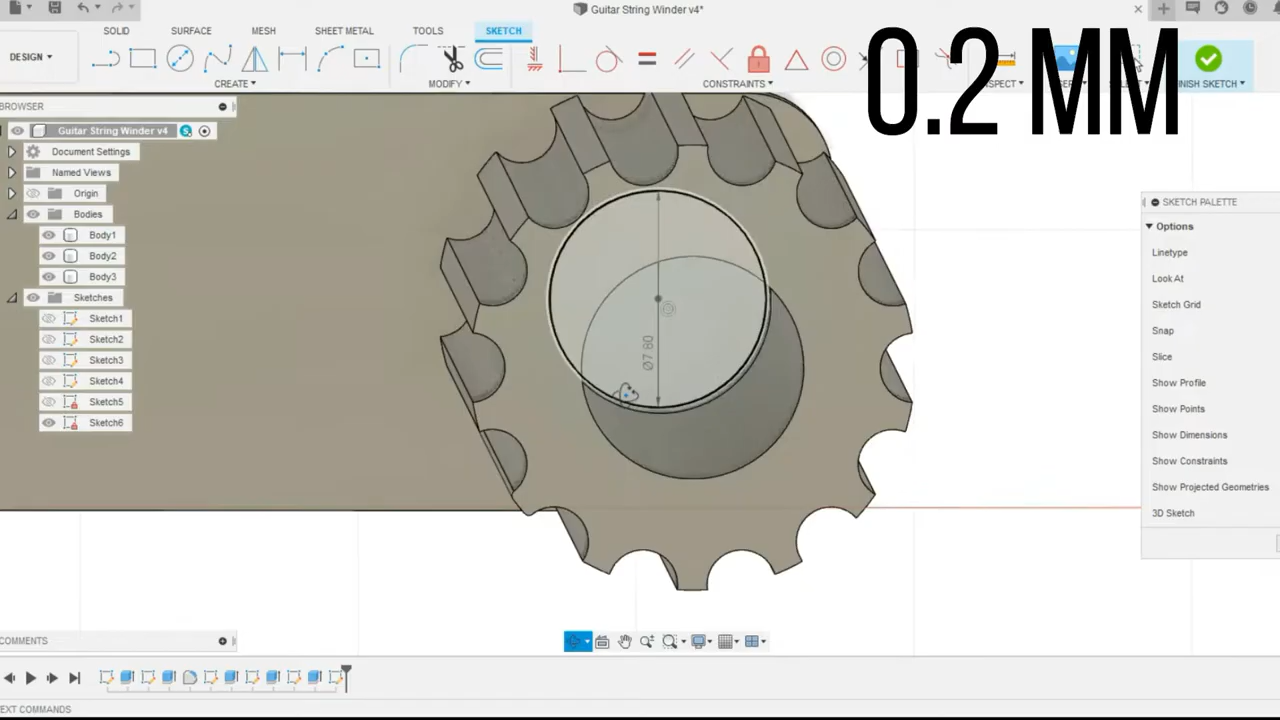 Guitar String Winder v4*
SOLID
SURFACE
MESH
SHEET METAL
TOOLS
SKETCH
0.2 MM
DESIGN
CREATE
MODIFY
CONSTRAINTS
FINISH SKETCH
BROWSER
Guitar String Winder v4
Document Settings
Named Views
Origin
Bodies
Body1
Body2
Body3
Sketches
Sketch1
Sketch2
Sketch3
Sketch4
Sketch5
Sketch6
Ø7.80
SKETCH PALETTE
Options
Linetype
Look At
Sketch Grid
Snap
Slice
Show Profile
Show Points
Show Dimensions
Show Constraints
Show Projected Geometries
3D Sketch
COMMENTS
EXT COMMANDS